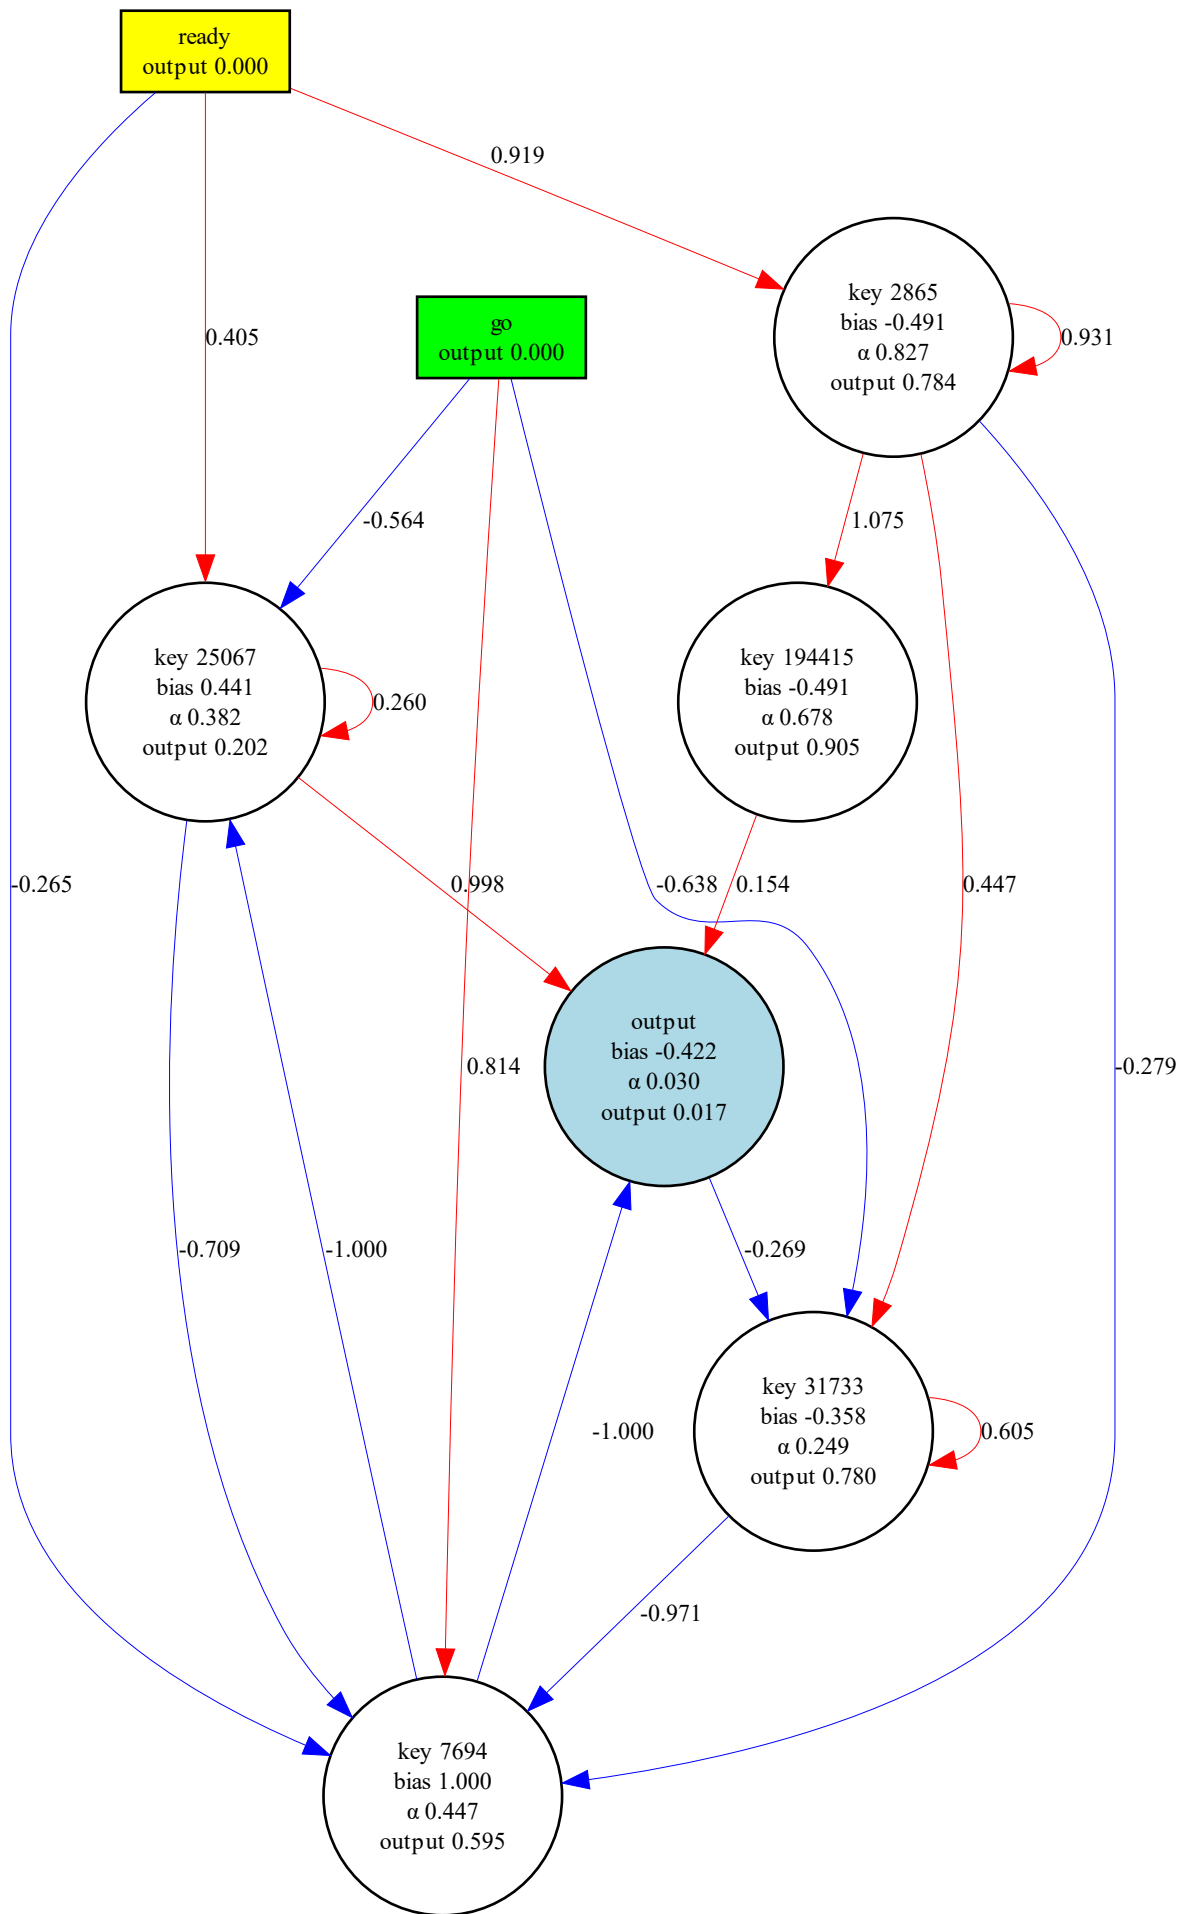 ready
output 0.000
0.919
key 2865
bias -0.491
α 0.827
output 0.784
0.931
go
output 0.000
0.405
-0.564
1.075
key 25067
bias 0.441
α 0.382
output 0.202
0.260
key 194415
bias -0.491
α 0.678
output 0.905
-0.265
0.998
-0.638
0.154
0.447
output
bias -0.422
α 0.030
output 0.017
0.814
-0.279
-0.709
-1.000
-0.269
key 31733
bias -0.358
α 0.249
output 0.780
-1.000
0.605
-0.971
key 7694
bias 1.000
α 0.447
output 0.595